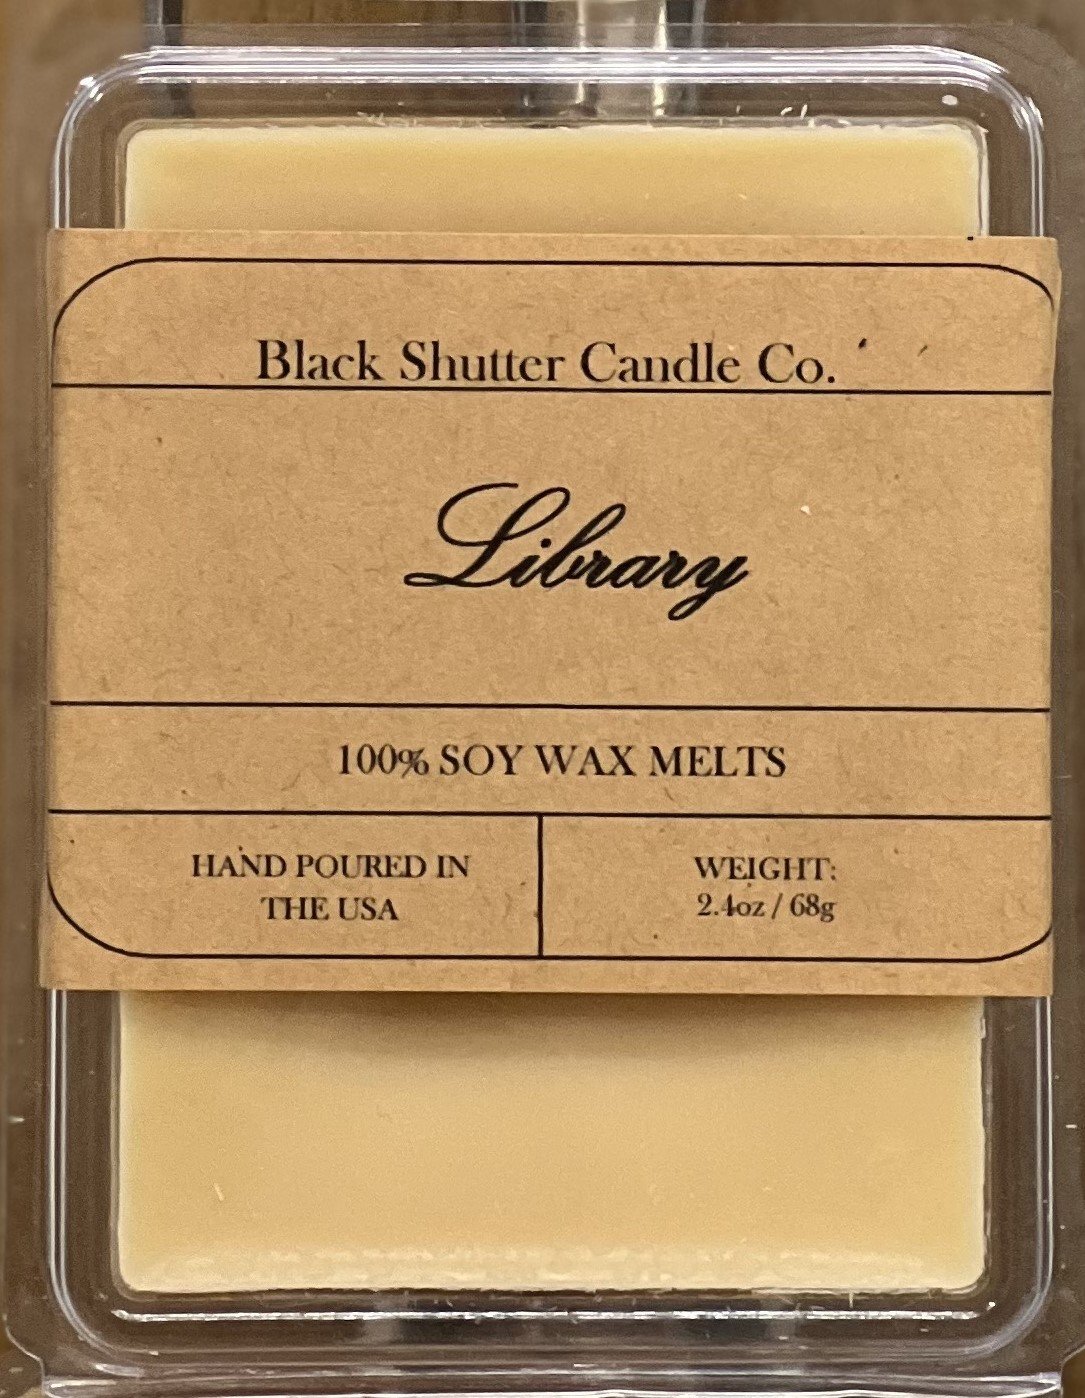 Black Shutter Candle Co.
Library
100% SOY WAX MELTS
HAND POURED IN
THE USA
WEIGHT:
2.4oz / 68g